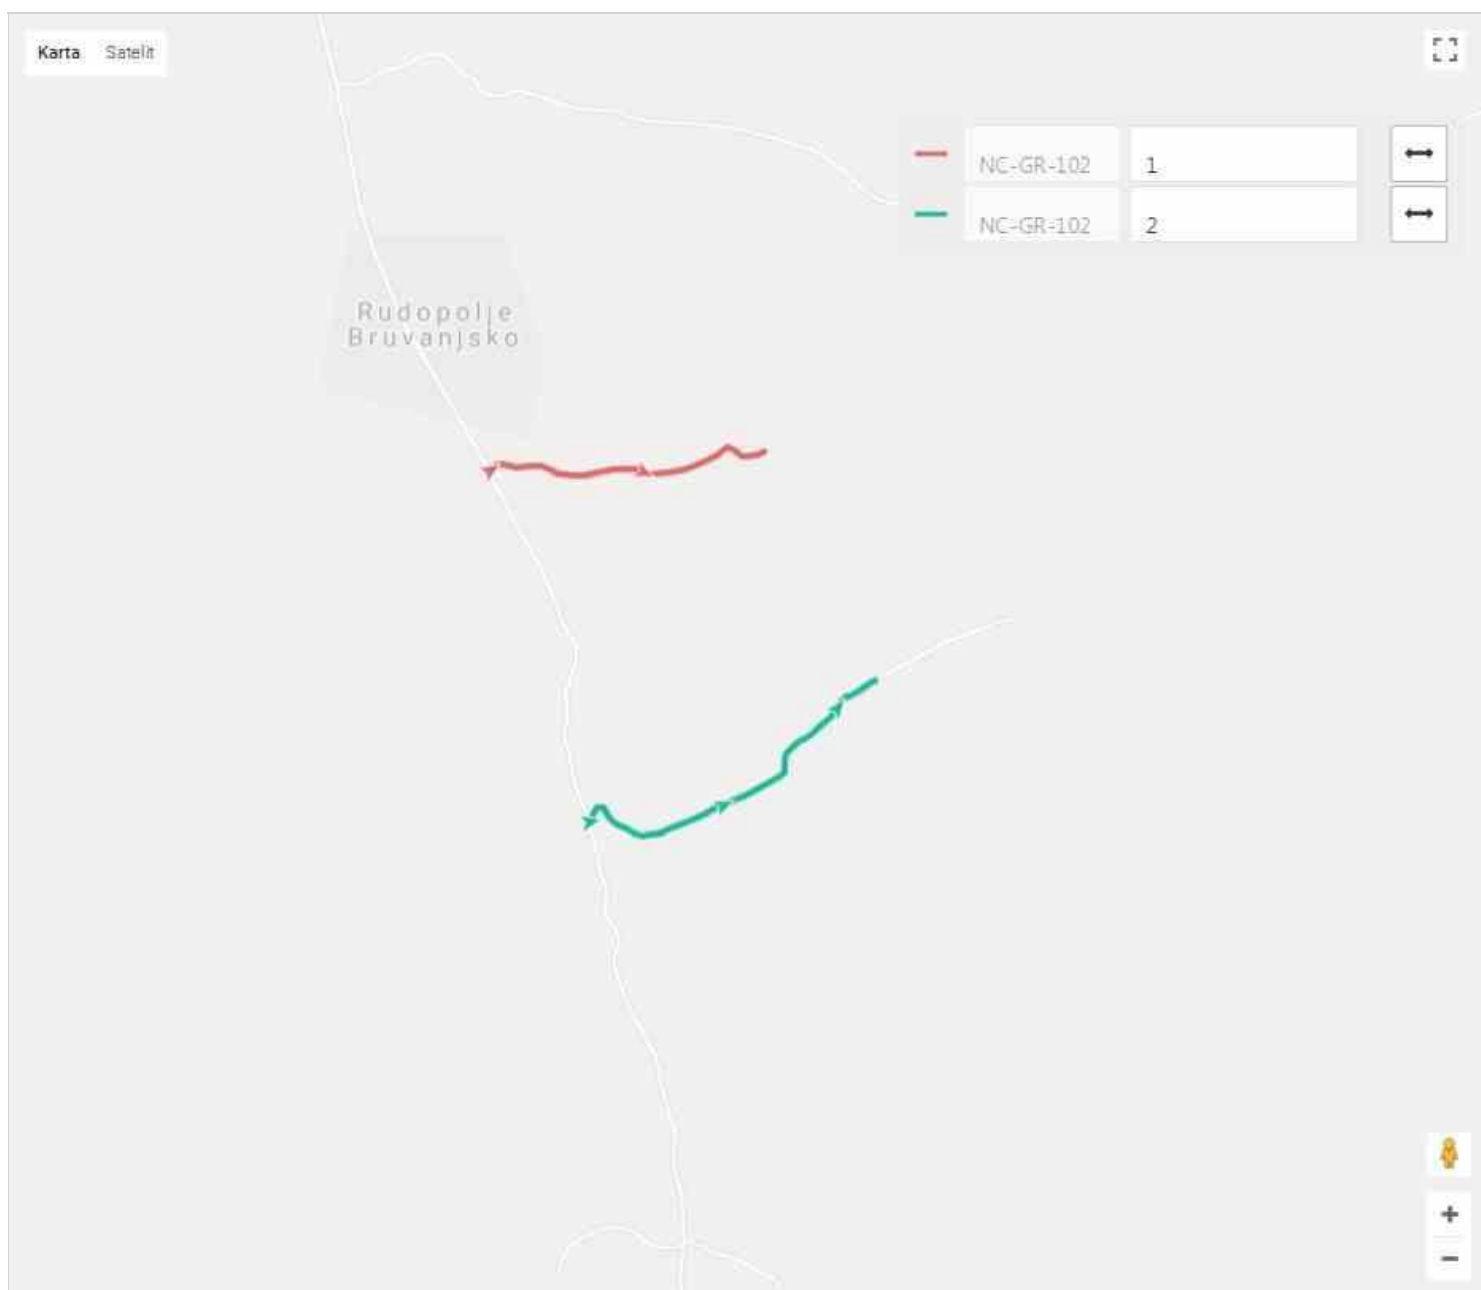 Karta Satelit
NC-GR-102 1
NC-GR-102 2
Rudopolje
Bruvanjsko